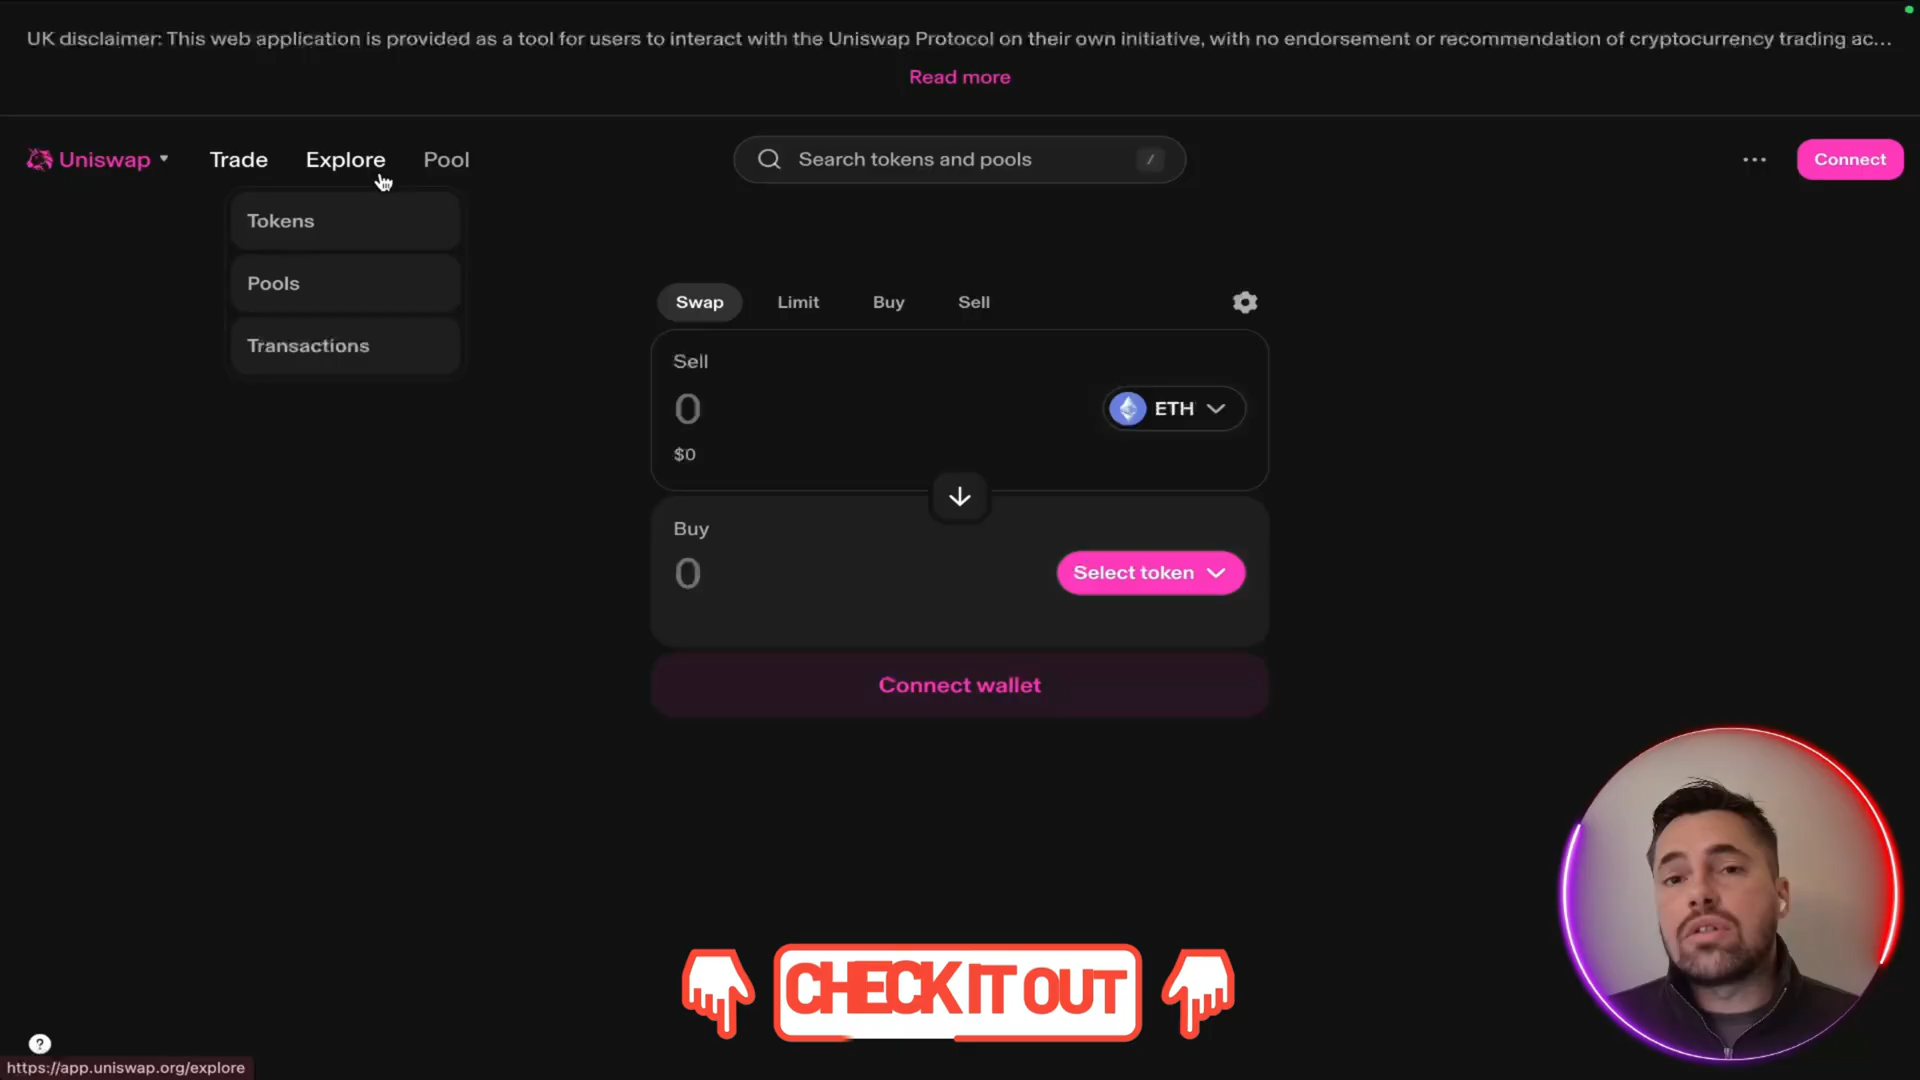 UK disclaimer: This web application is provided as a tool for users to interact with the Uniswap Protocol on their own initiative, with no endorsement or recommendation of cryptocurrency trading ac...
Read more
Uniswap
Trade
Explore
Pool
Search tokens and pools
/
Connect
Tokens
Pools
Transactions
Swap
Limit
Buy
Sell
Sell
0
ETH
$0
Buy
0
Select token
Connect wallet
CHECK IT OUT
?
https://app.uniswap.org/explore